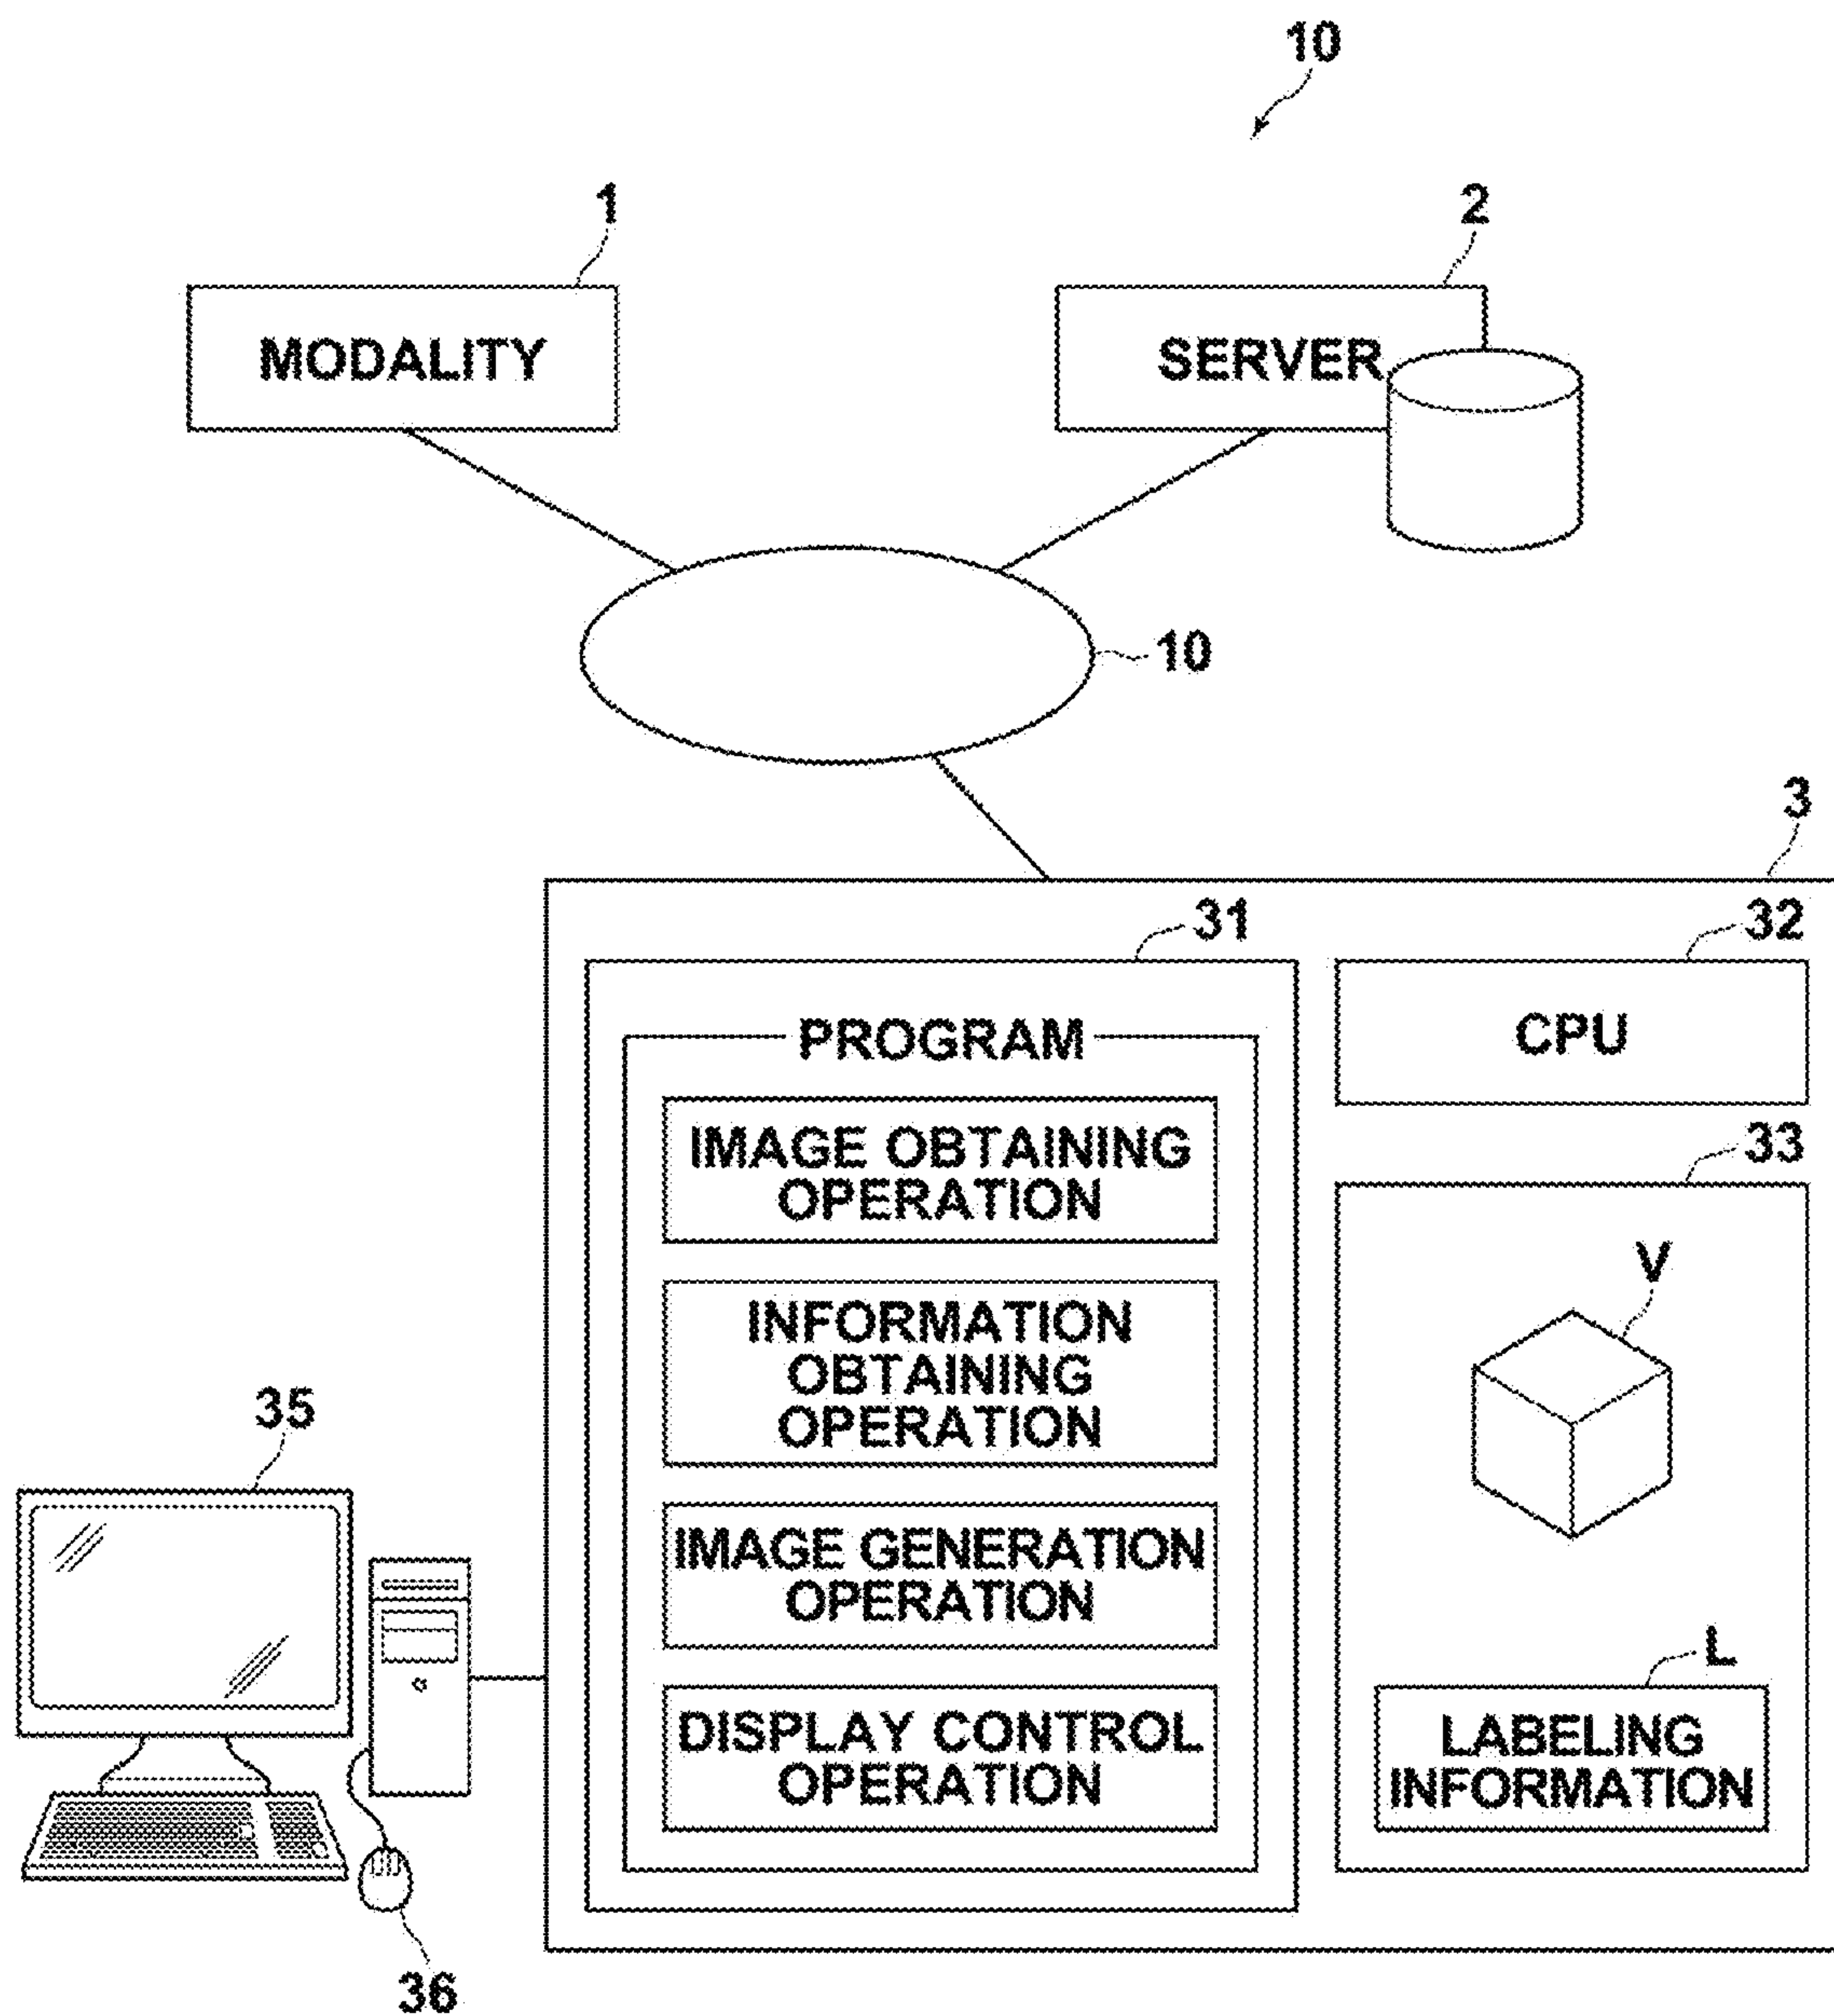 10
1
2
MODALITY
SERVER
10
3
31
32
PROGRAM
CPU
IMAGE OBTAINING
OPERATION
33
V
INFORMATION
OBTAINING
OPERATION
35
IMAGE GENERATION
OPERATION
L
DISPLAY CONTROL
OPERATION
LABELING
INFORMATION
36